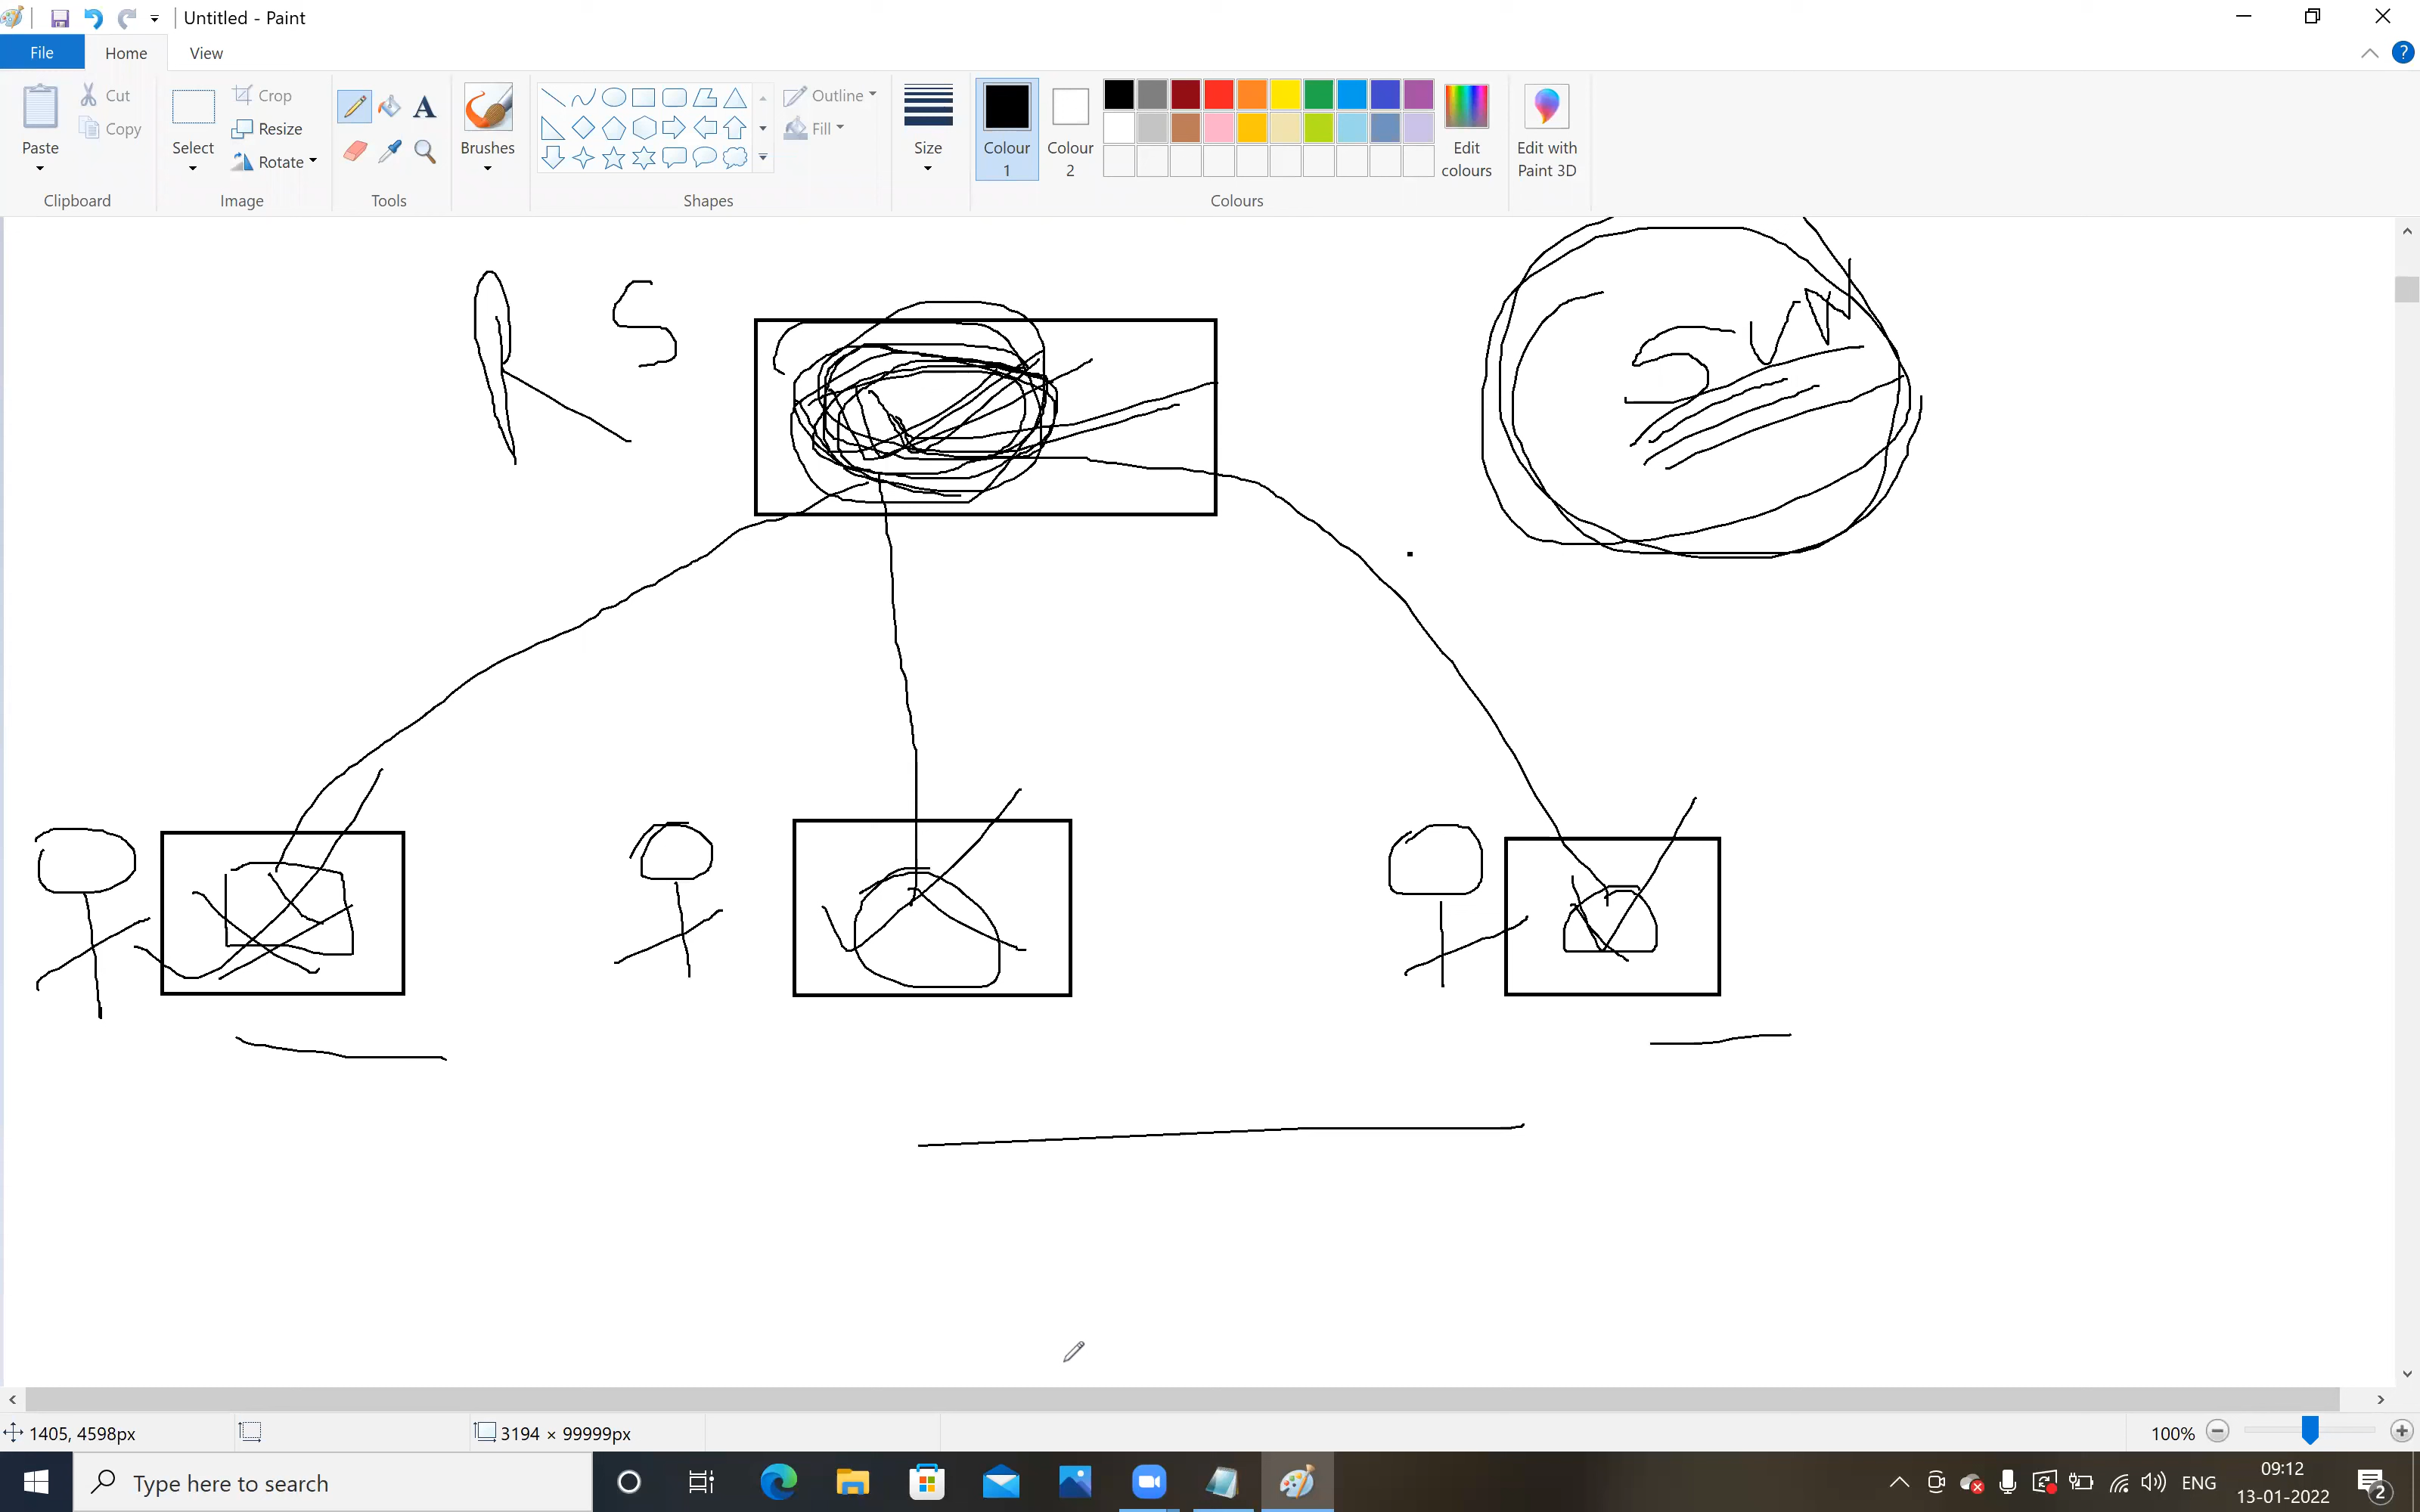 Untitled - Paint
File Home View
Paste
Cut
Copy
Clipboard
Select
Crop
Resize
Rotate
Image
Tools
Brushes
Shapes
Outline
Fill
Size
Colour 1
Colour 2
Colours
Edit colours
Edit with Paint 3D
R S
SUN
1405, 4598px
3194 × 99999px
100%
Type here to search
ENG
09:12
13-01-2022
2